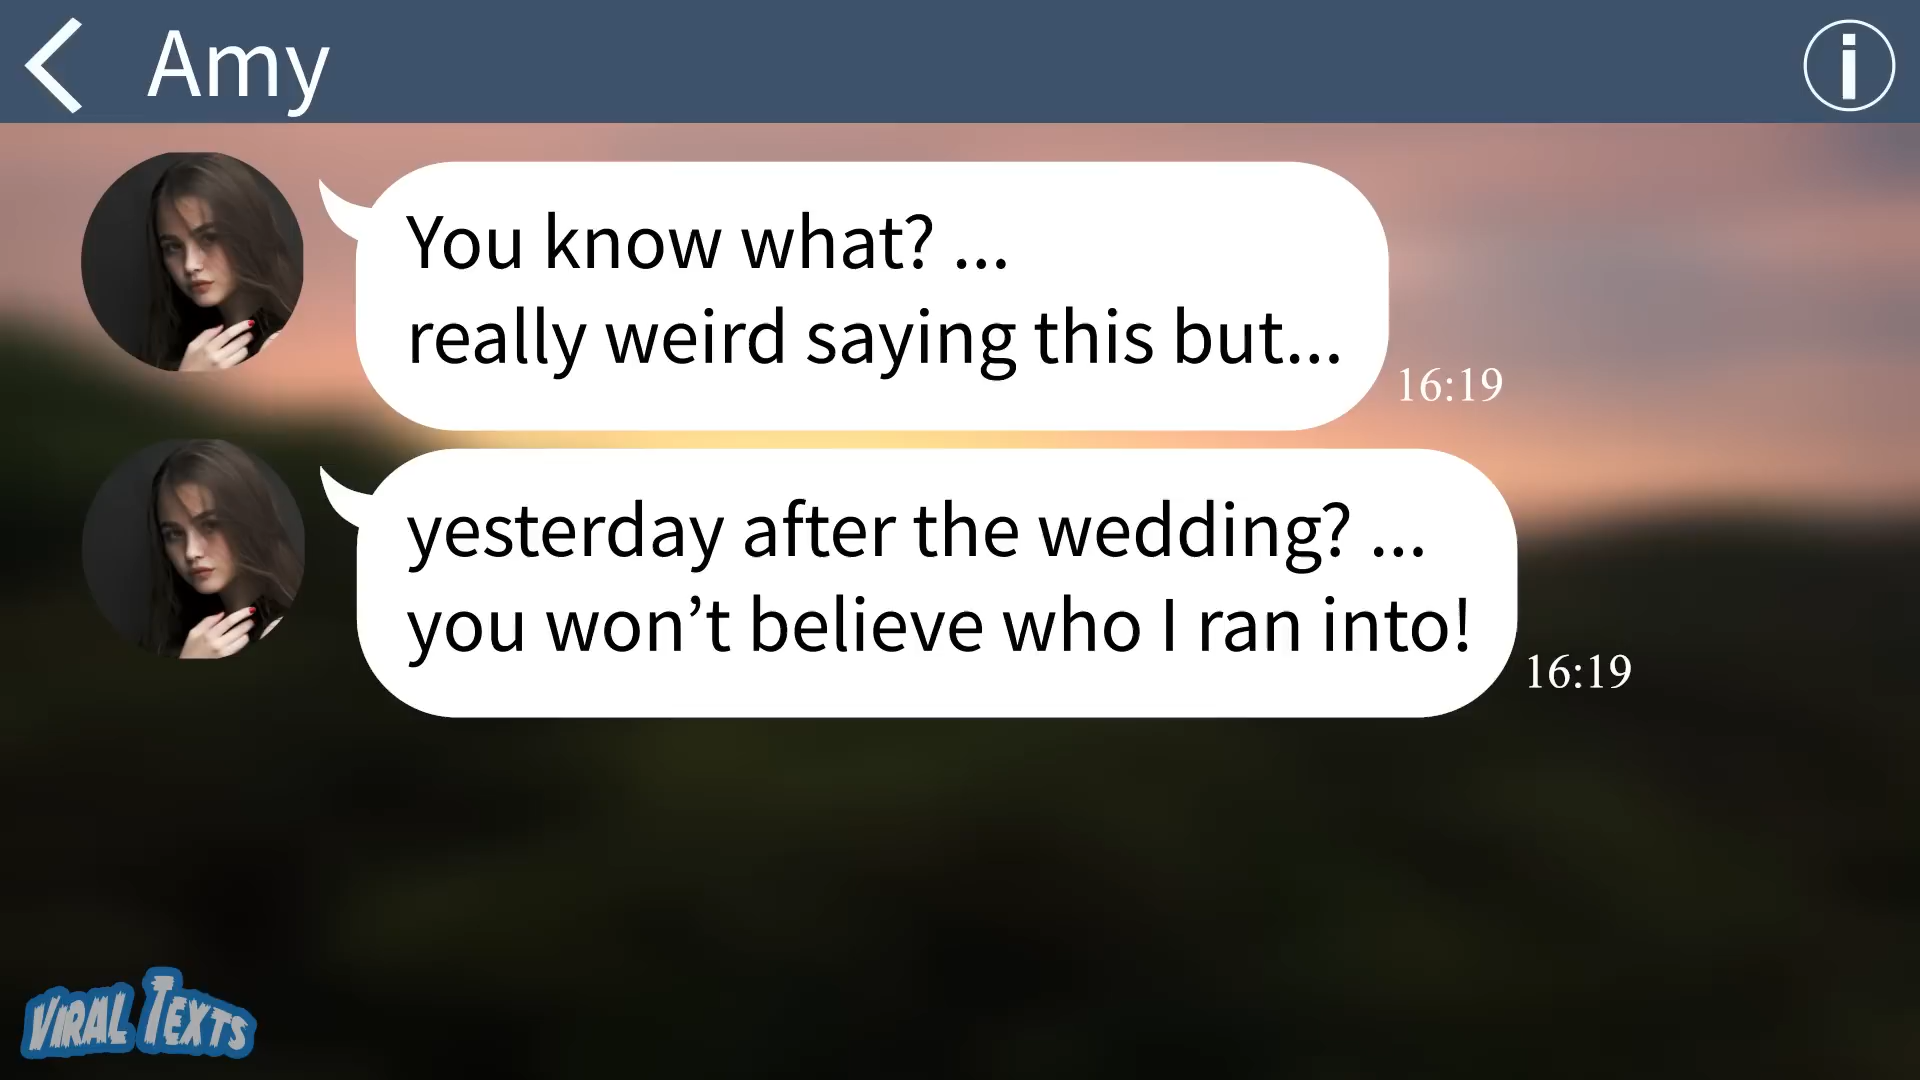 Amy
You know what? ...
really weird saying this but...
16:19
yesterday after the wedding? ...
you won’t believe who I ran into!
16:19
VIRAL TEXTS